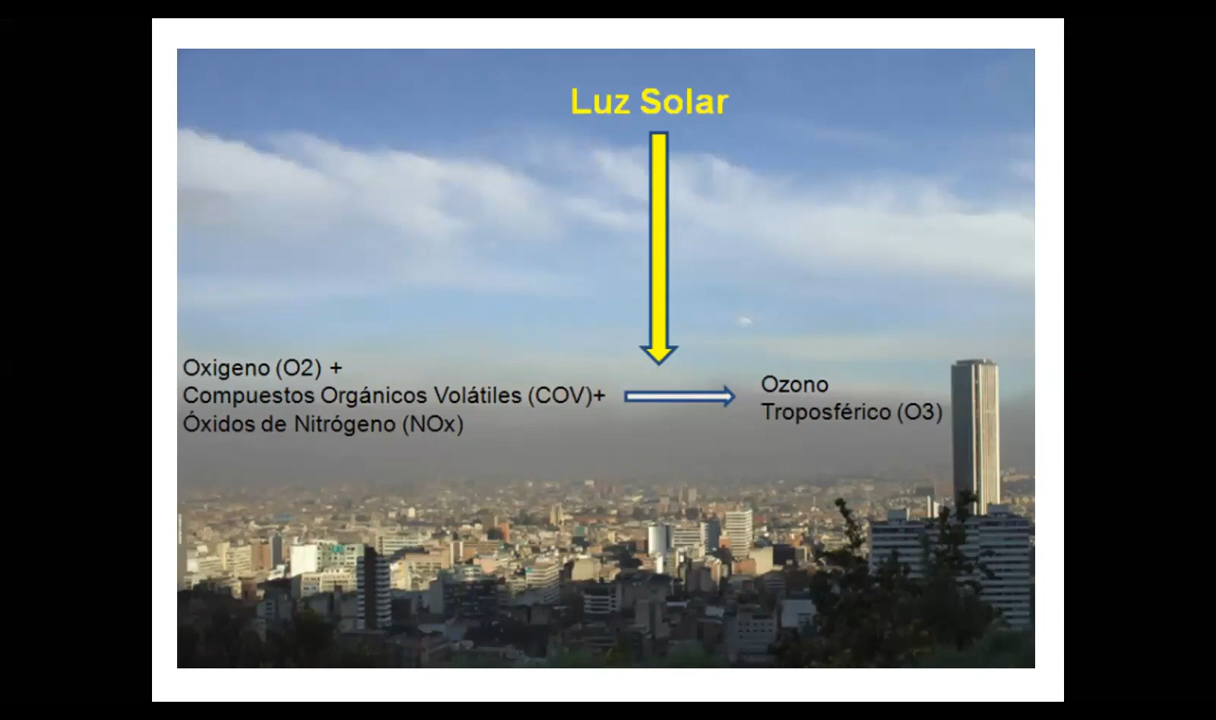 Luz Solar
Oxigeno (O2) +
Compuestos Orgánicos Volátiles (COV)+
Óxidos de Nitrógeno (NOx)
Ozono
Troposférico (O3)